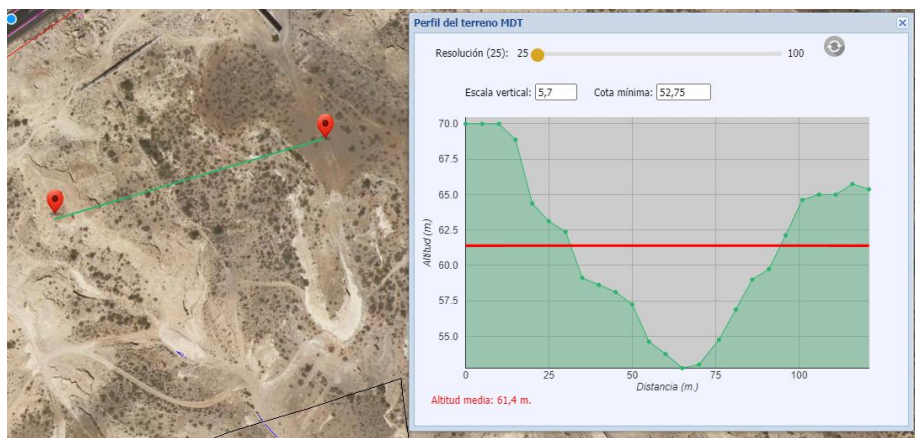 Perfil del terreno MDT
Resolución (25): 25 100
Escala vertical: 5,7 Cota mínima: 52,75
70.0
67.5
65.0
62.5
60.0
57.5
55.0
Altitud (m)
0 25 50 75 100
Distancia (m.)
Altitud media: 61,4 m.